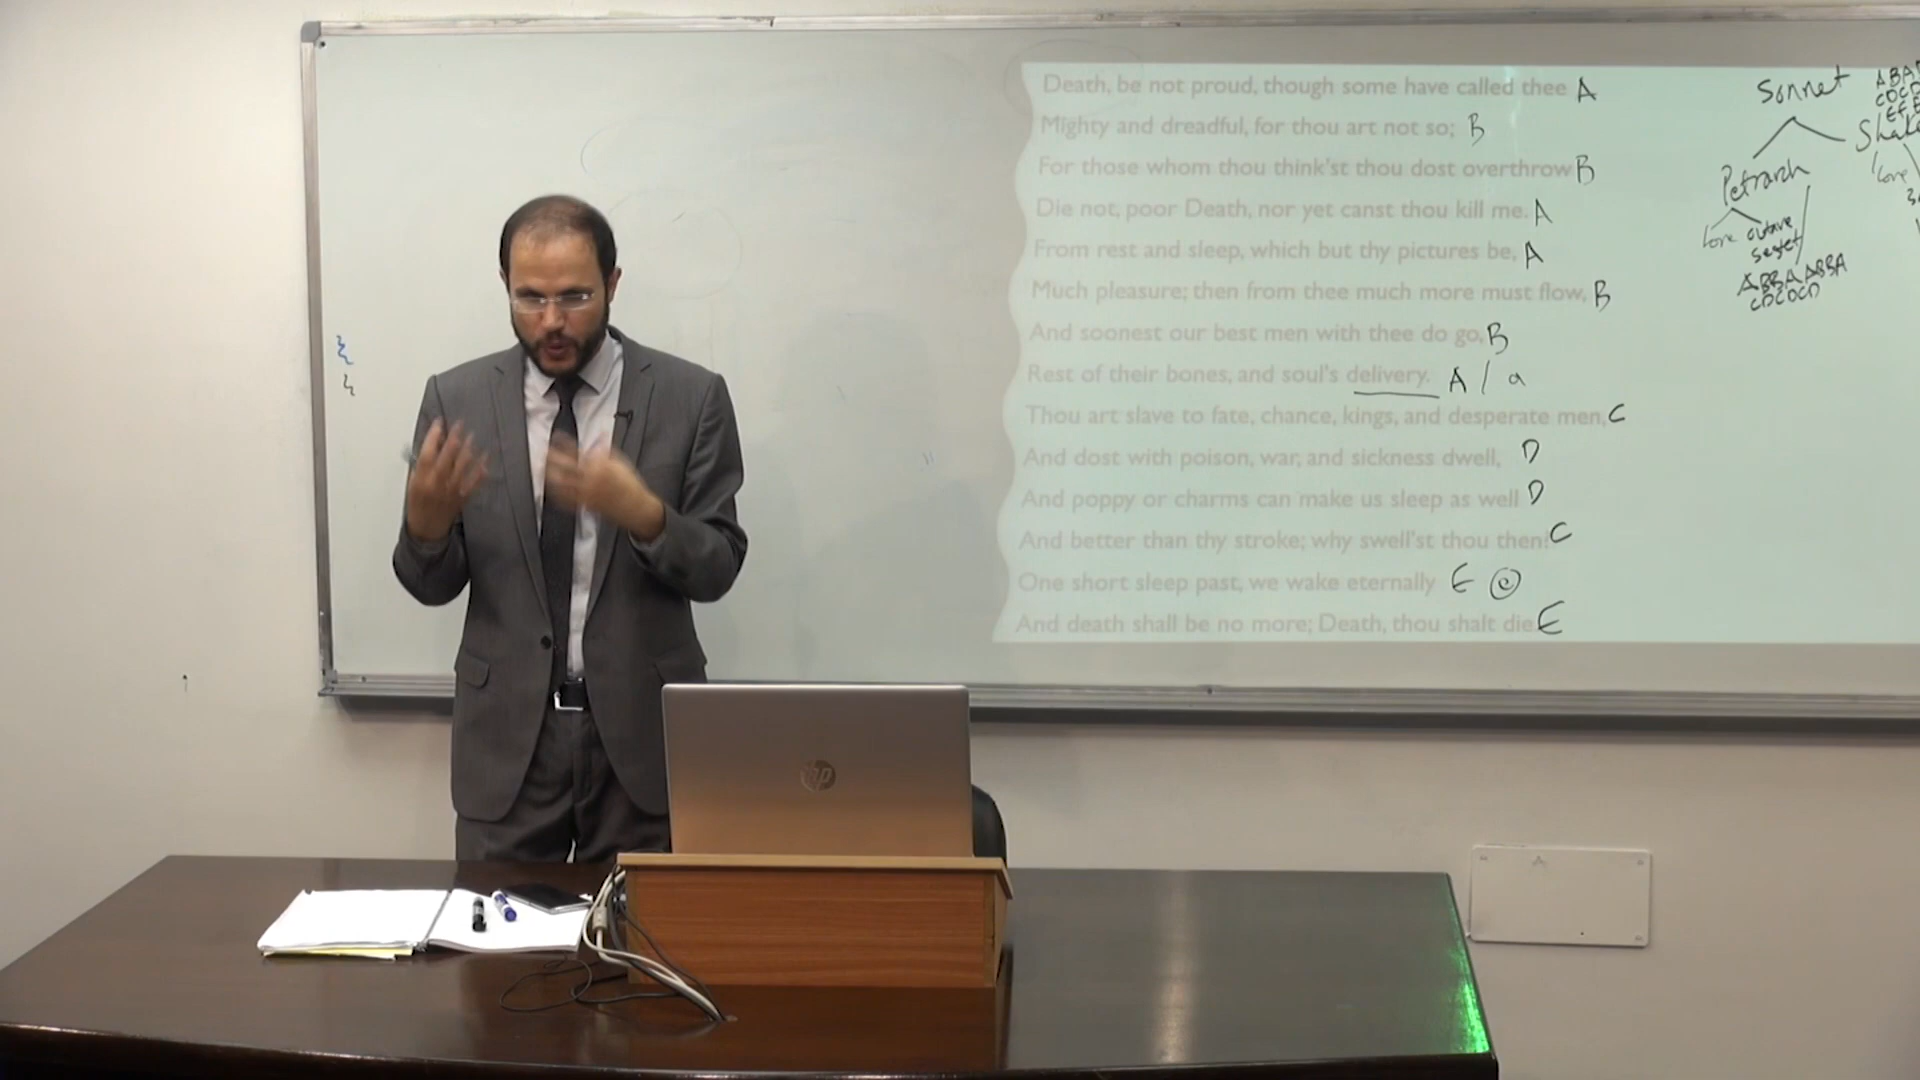 Death, be not proud, though some have called thee A
Mighty and dreadful, for thou art not so; B
For those whom thou think'st thou dost overthrow B
Die not, poor Death, nor yet canst thou kill me. A
From rest and sleep, which but thy pictures be, A
Much pleasure; then from thee much more must flow, B
And soonest our best men with thee do go, B
Rest of their bones, and soul's delivery. A / a
Thou art slave to fate, chance, kings, and desperate men, C
And dost with poison, war, and sickness dwell, D
And poppy or charms can make us sleep as well D
And better than thy stroke; why swell'st thou then? C
One short sleep past, we wake eternally E e
And death shall be no more; Death, thou shalt die. E
Sonnet
Petrarch
Love octave
sestet
ABBA ABBA
CDCDCD
ABAB
CDCD
EFE
Shake
love
hp